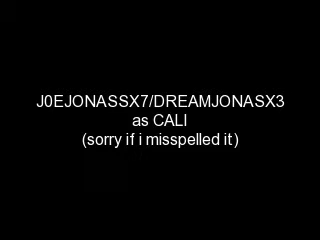 J0EJONASSX7/DREAMJONASX3
as CALI
(sorry if i misspelled it)